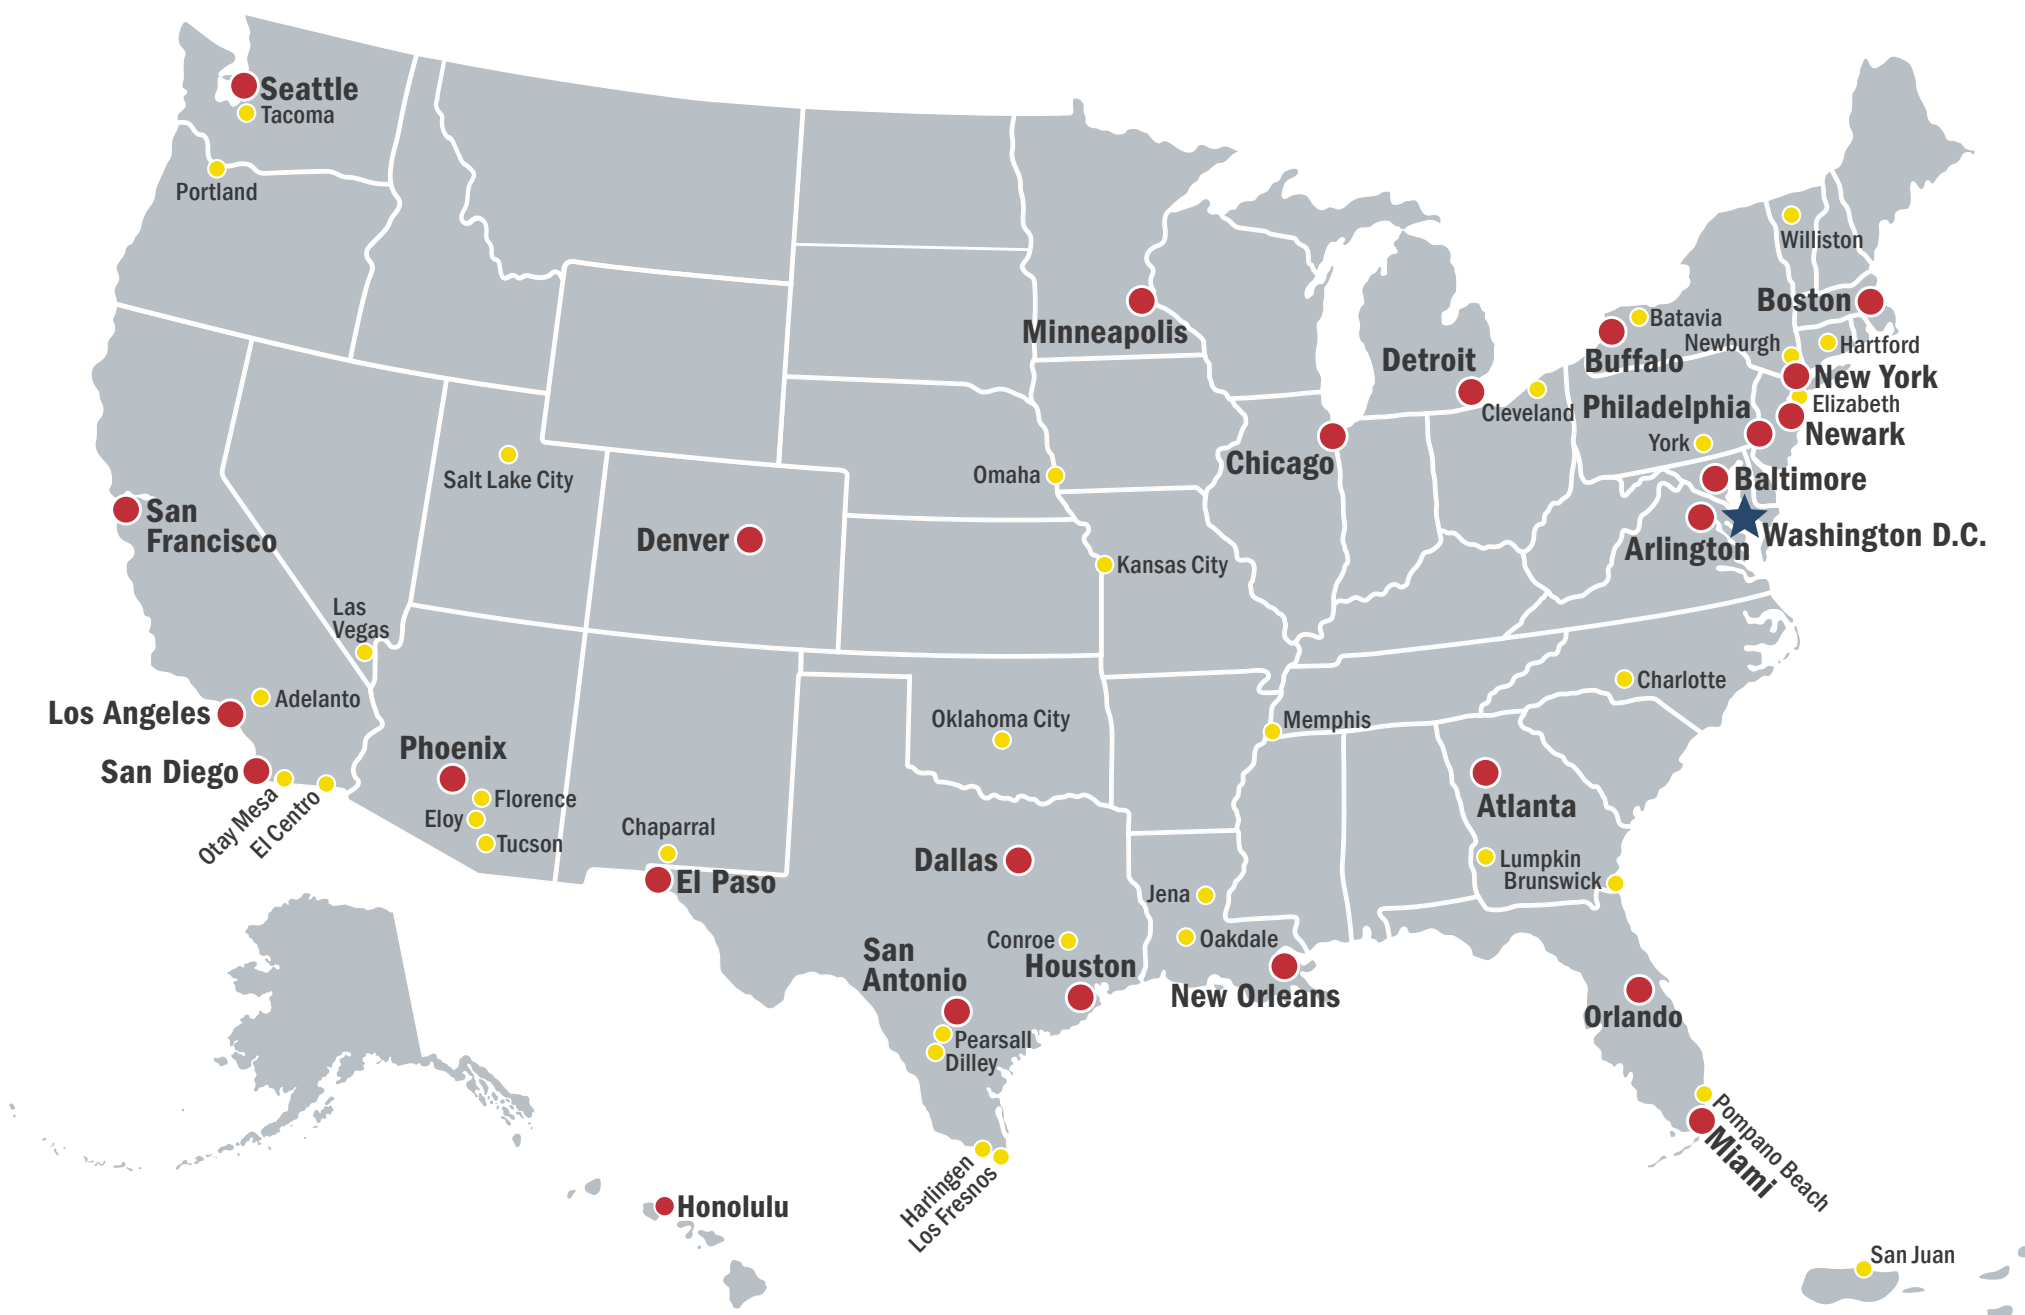 Seattle
Tacoma
Portland
Williston
Boston
Minneapolis
Batavia
Newburgh
Hartford
Detroit
Buffalo
New York
Cleveland
Philadelphia
Elizabeth
Newark
York
Chicago
Salt Lake City
Omaha
Baltimore
San
Francisco
Denver
Arlington
Washington D.C.
Kansas City
Las
Vegas
Charlotte
Adelanto
Los Angeles
Oklahoma City
Memphis
Phoenix
San Diego
Otay Mesa
El Centro
Florence
Eloy
Tucson
Chaparral
El Paso
Dallas
Atlanta
Lumpkin
Brunswick
Jena
Conroe
Oakdale
San
Antonio
Houston
New Orleans
Orlando
Pearsall
Dilley
Pompano Beach
Miami
Harlingen
Los Fresnos
Honolulu
San Juan